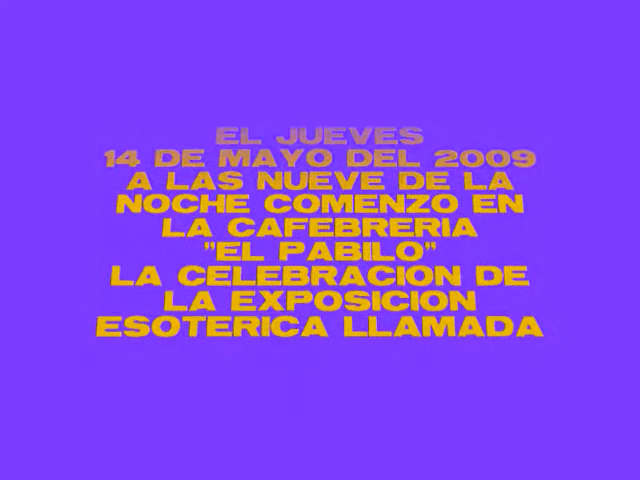 EL JUEVES
14 DE MAYO DEL 2009
A LAS NUEVE DE LA
NOCHE COMENZO EN
LA CAFEBRERIA
"EL PABILO"
LA CELEBRACION DE
LA EXPOSICION
ESOTERICA LLAMADA